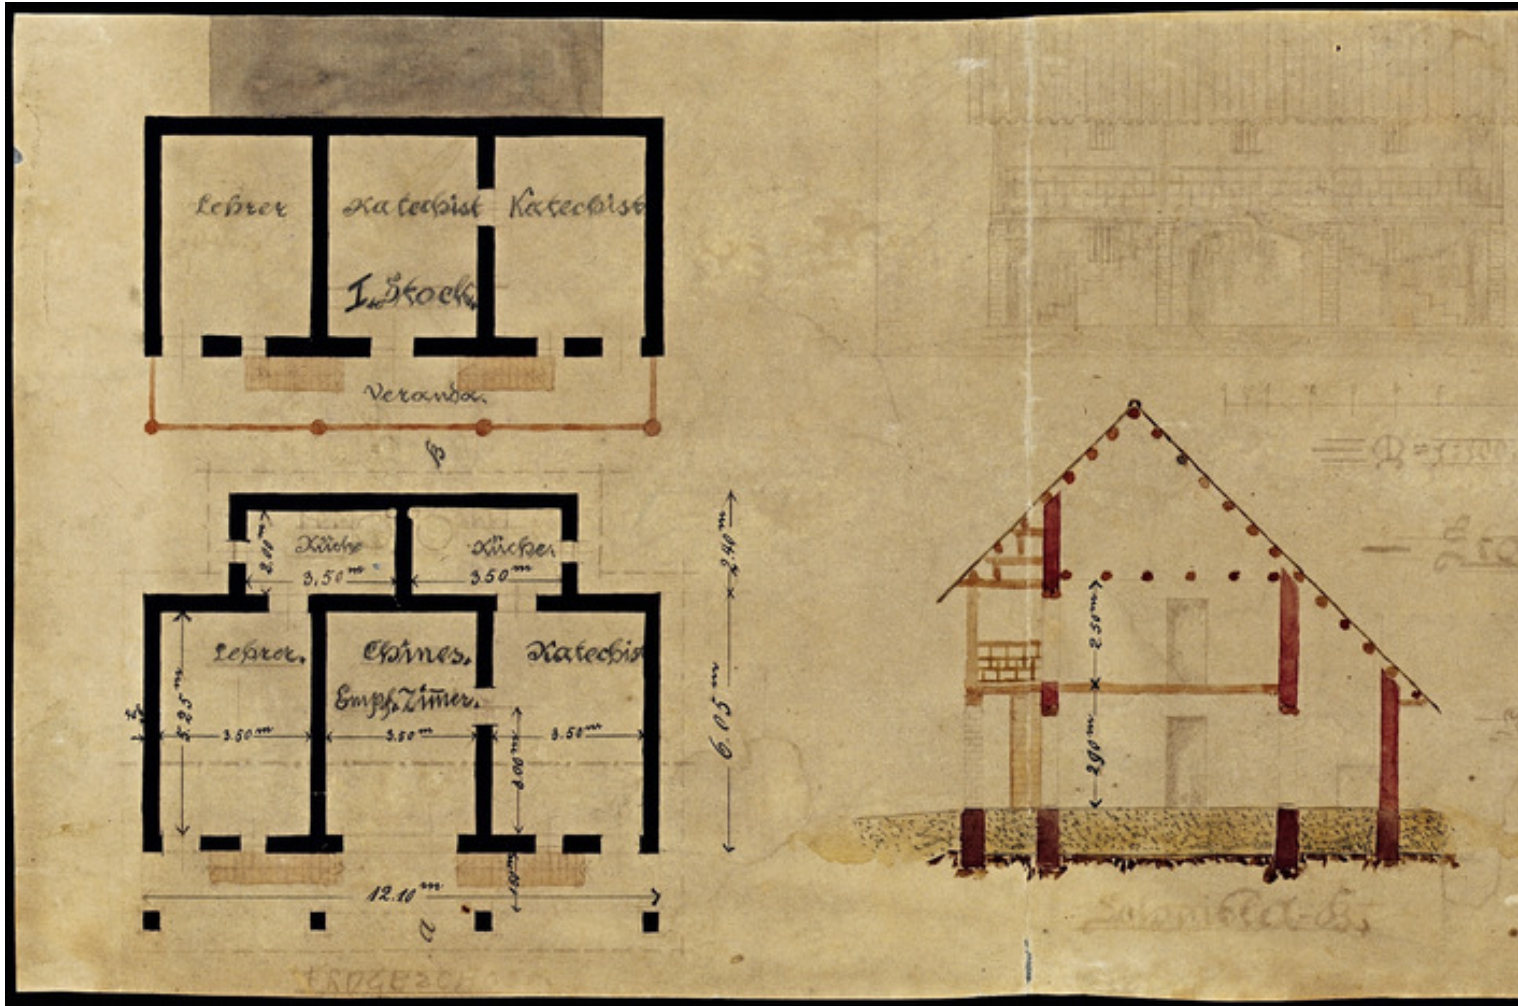 Lehrer
Katechist
Katechist
I. Stock.
Veranda.
B
2.00 m
Küche
Küche.
3.50 m
3.50 m
2.40 m
Lehrer.
Chines.
Empf. Zimer.
Katechist
5.25 m
3.50 m
3.50 m
3.50 m
3.00 m
6.05 m
12.10 m
2.50 m
2.90 m